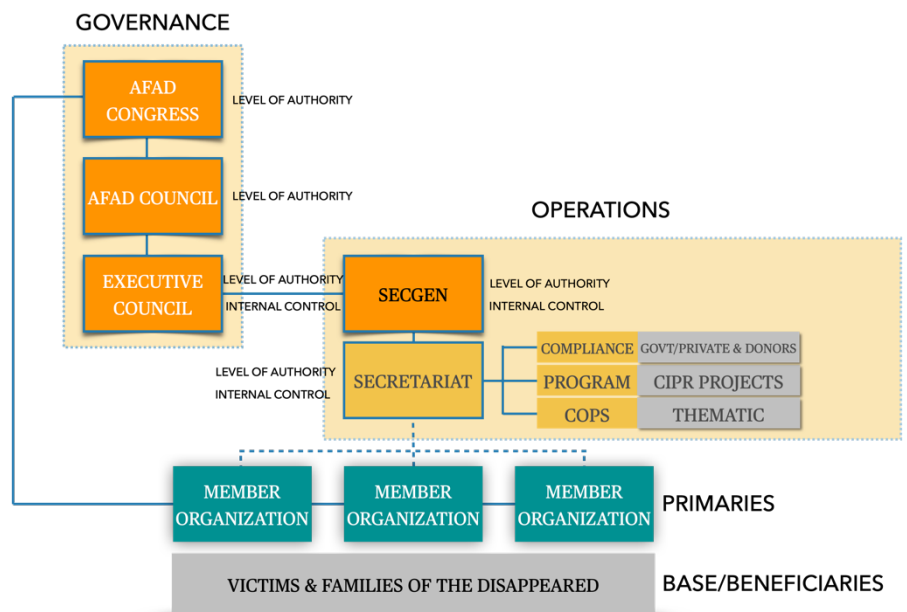 GOVERNANCE
AFAD
CONGRESS
LEVEL OF AUTHORITY
AFAD COUNCIL
LEVEL OF AUTHORITY
OPERATIONS
EXECUTIVE
COUNCIL
LEVEL OF AUTHORITY
INTERNAL CONTROL
SECGEN
LEVEL OF AUTHORITY
INTERNAL CONTROL
LEVEL OF AUTHORITY
INTERNAL CONTROL
SECRETARIAT
COMPLIANCE
GOVT/PRIVATE & DONORS
PROGRAM
CIPR PROJECTS
COPS
THEMATIC
MEMBER
ORGANIZATION
MEMBER
ORGANIZATION
MEMBER
ORGANIZATION
PRIMARIES
VICTIMS & FAMILIES OF THE DISAPPEARED
BASE/BENEFICIARIES